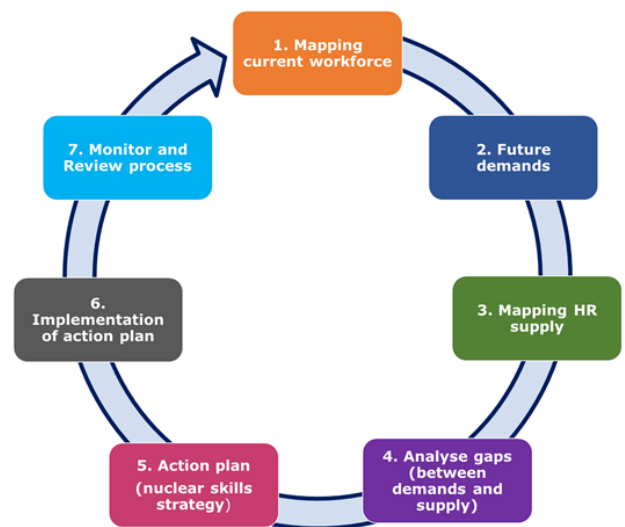 1. Mapping
current workforce
2. Future
demands
3. Mapping HR
supply
4. Analyse gaps
(between
demands and
supply)
5. Action plan
(nuclear skills
strategy)
6.
Implementation
of action plan
7. Monitor and
Review process